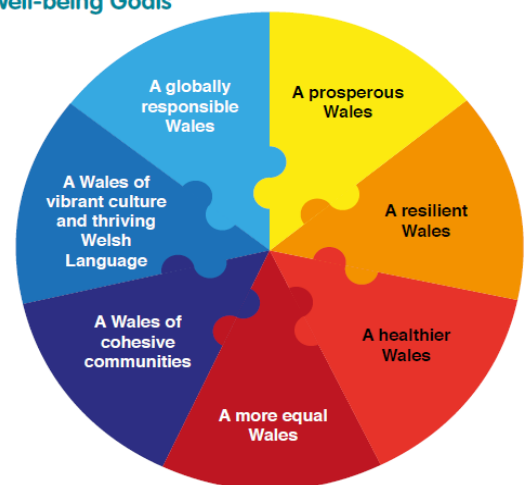 Well-being Goals
A prosperous
Wales
A resilient
Wales
A healthier
Wales
A more equal
Wales
A Wales of
cohesive
communities
A Wales of
vibrant culture
and thriving
Welsh
Language
A globally
responsible
Wales